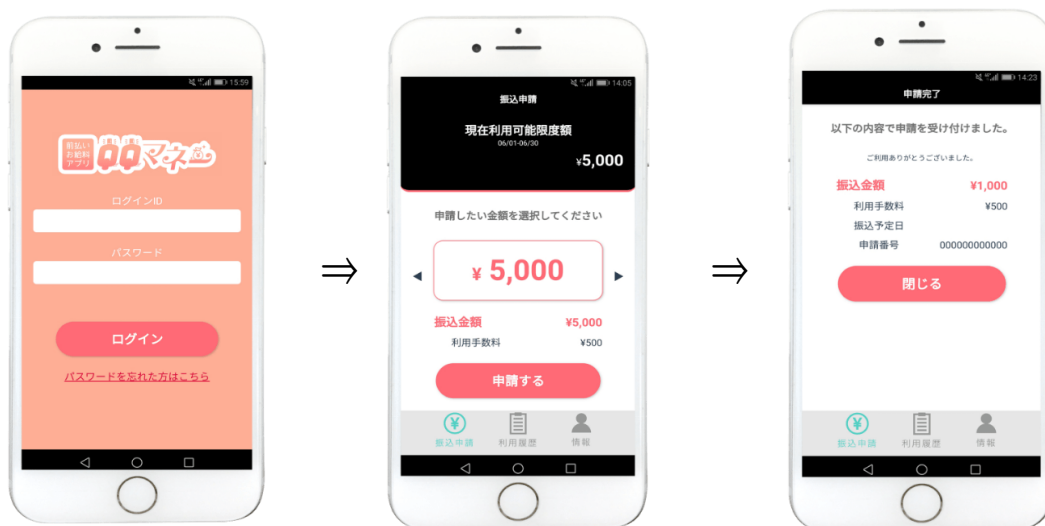 15:59
前払い
お給料
アプリ
QQマネー
ログインID
パスワード
ログイン
パスワードを忘れた方はこちら
⇒
14:05
振込申請
現在利用可能限度額
06/01-06/30
¥5,000
申請したい金額を選択してください
◀ ¥ 5,000 ▶
振込金額 ¥5,000
利用手数料 ¥500
申請する
振込申請 利用履歴 情報
⇒
14:23
申請完了
以下の内容で申請を受け付けました。
ご利用ありがとうございました。
振込金額 ¥1,000
利用手数料 ¥500
振込予定日
申請番号 000000000000
閉じる
振込申請 利用履歴 情報